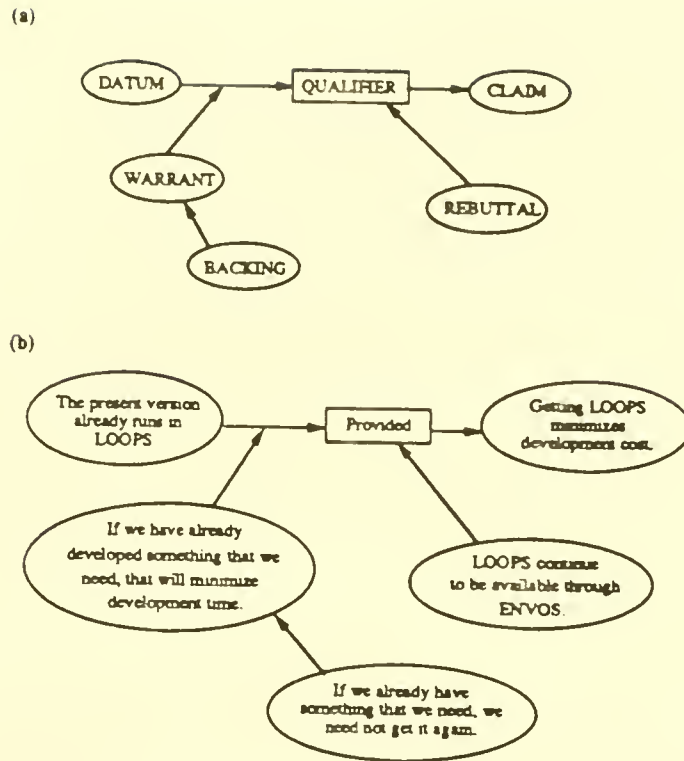 (a)
DATUM
QUALIFIER
CLAIM
WARRANT
REBUTTAL
BACKING
(b)
The present version
already runs in
LOOPS
Provided
Getting LOOPS
minimizes
development cost.
If we have already
developed something that we
need, that will minimize
development time.
LOOPS continue
to be available through
ENVOS.
If we already have
something that we need, we
need not get it again.